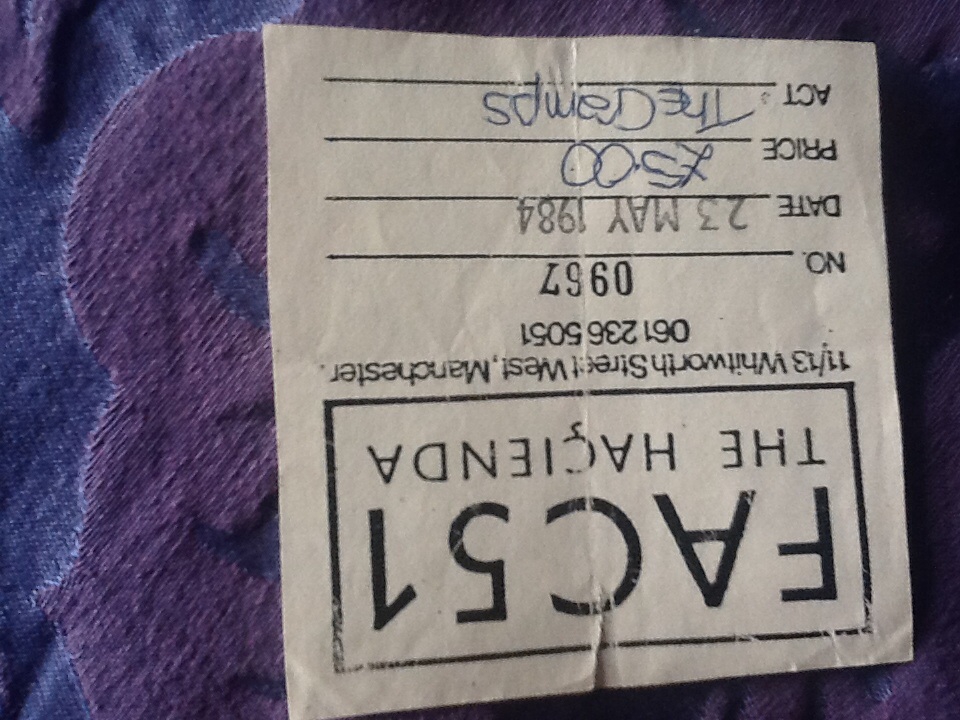 FAC51
THE HAÇIENDA
11/13 Whitworth Street West, Manchester.
061 236 5051
NO. 0967
DATE 23 MAY 1984
PRICE £5.00
ACT The Cramps